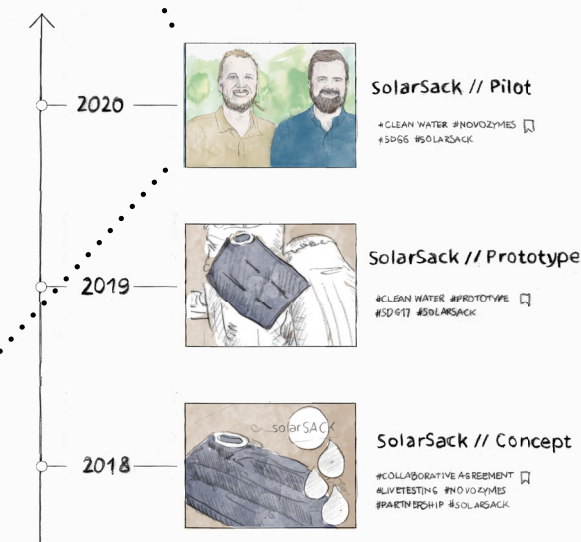 2020
SolarSack // Pilot
#CLEAN WATER #NOVOZYMES
#SDG6 #SOLARSACK
2019
SolarSack // Prototype
#CLEAN WATER #PROTOTYPE
#SDG17 #SOLARSACK
solarSACK
2018
SolarSack // Concept
#COLLABORATIVE AGREEMENT
#LIVETESTING #NOVOZYMES
#PARTNERSHIP #SOLARSACK